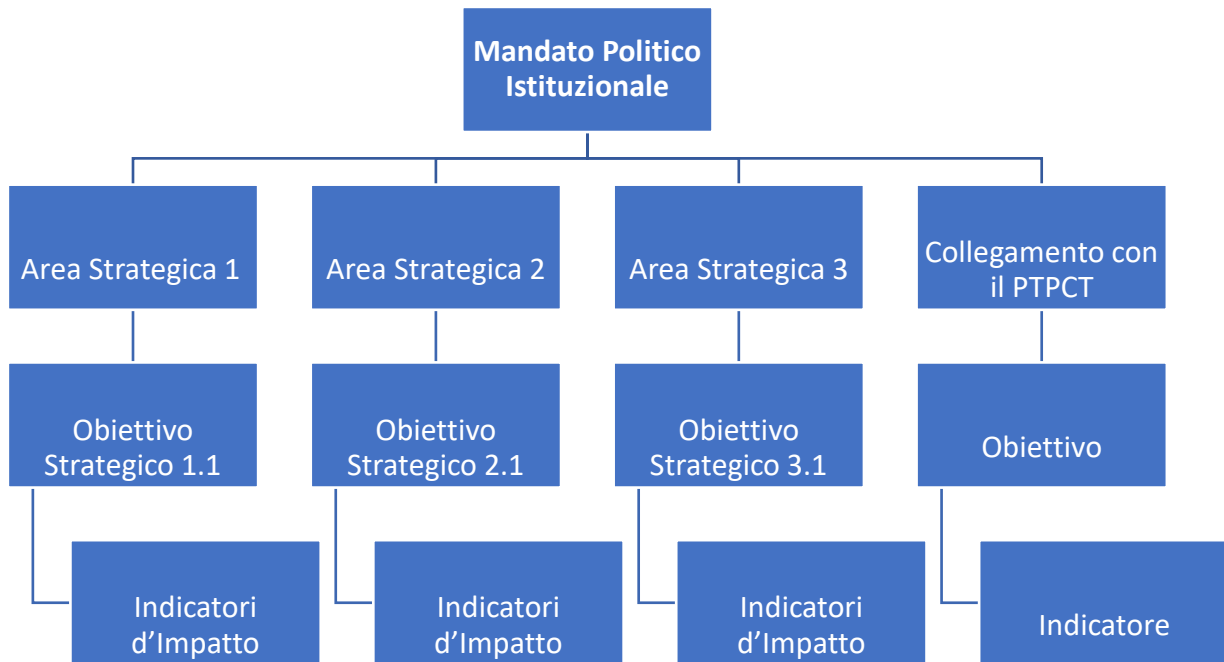 Mandato Politico
Istituzionale
Area Strategica 1
Area Strategica 2
Area Strategica 3
Collegamento con
il PTPCT
Obiettivo
Strategico 1.1
Obiettivo
Strategico 2.1
Obiettivo
Strategico 3.1
Obiettivo
Indicatori
d’Impatto
Indicatori
d’Impatto
Indicatori
d’Impatto
Indicatore